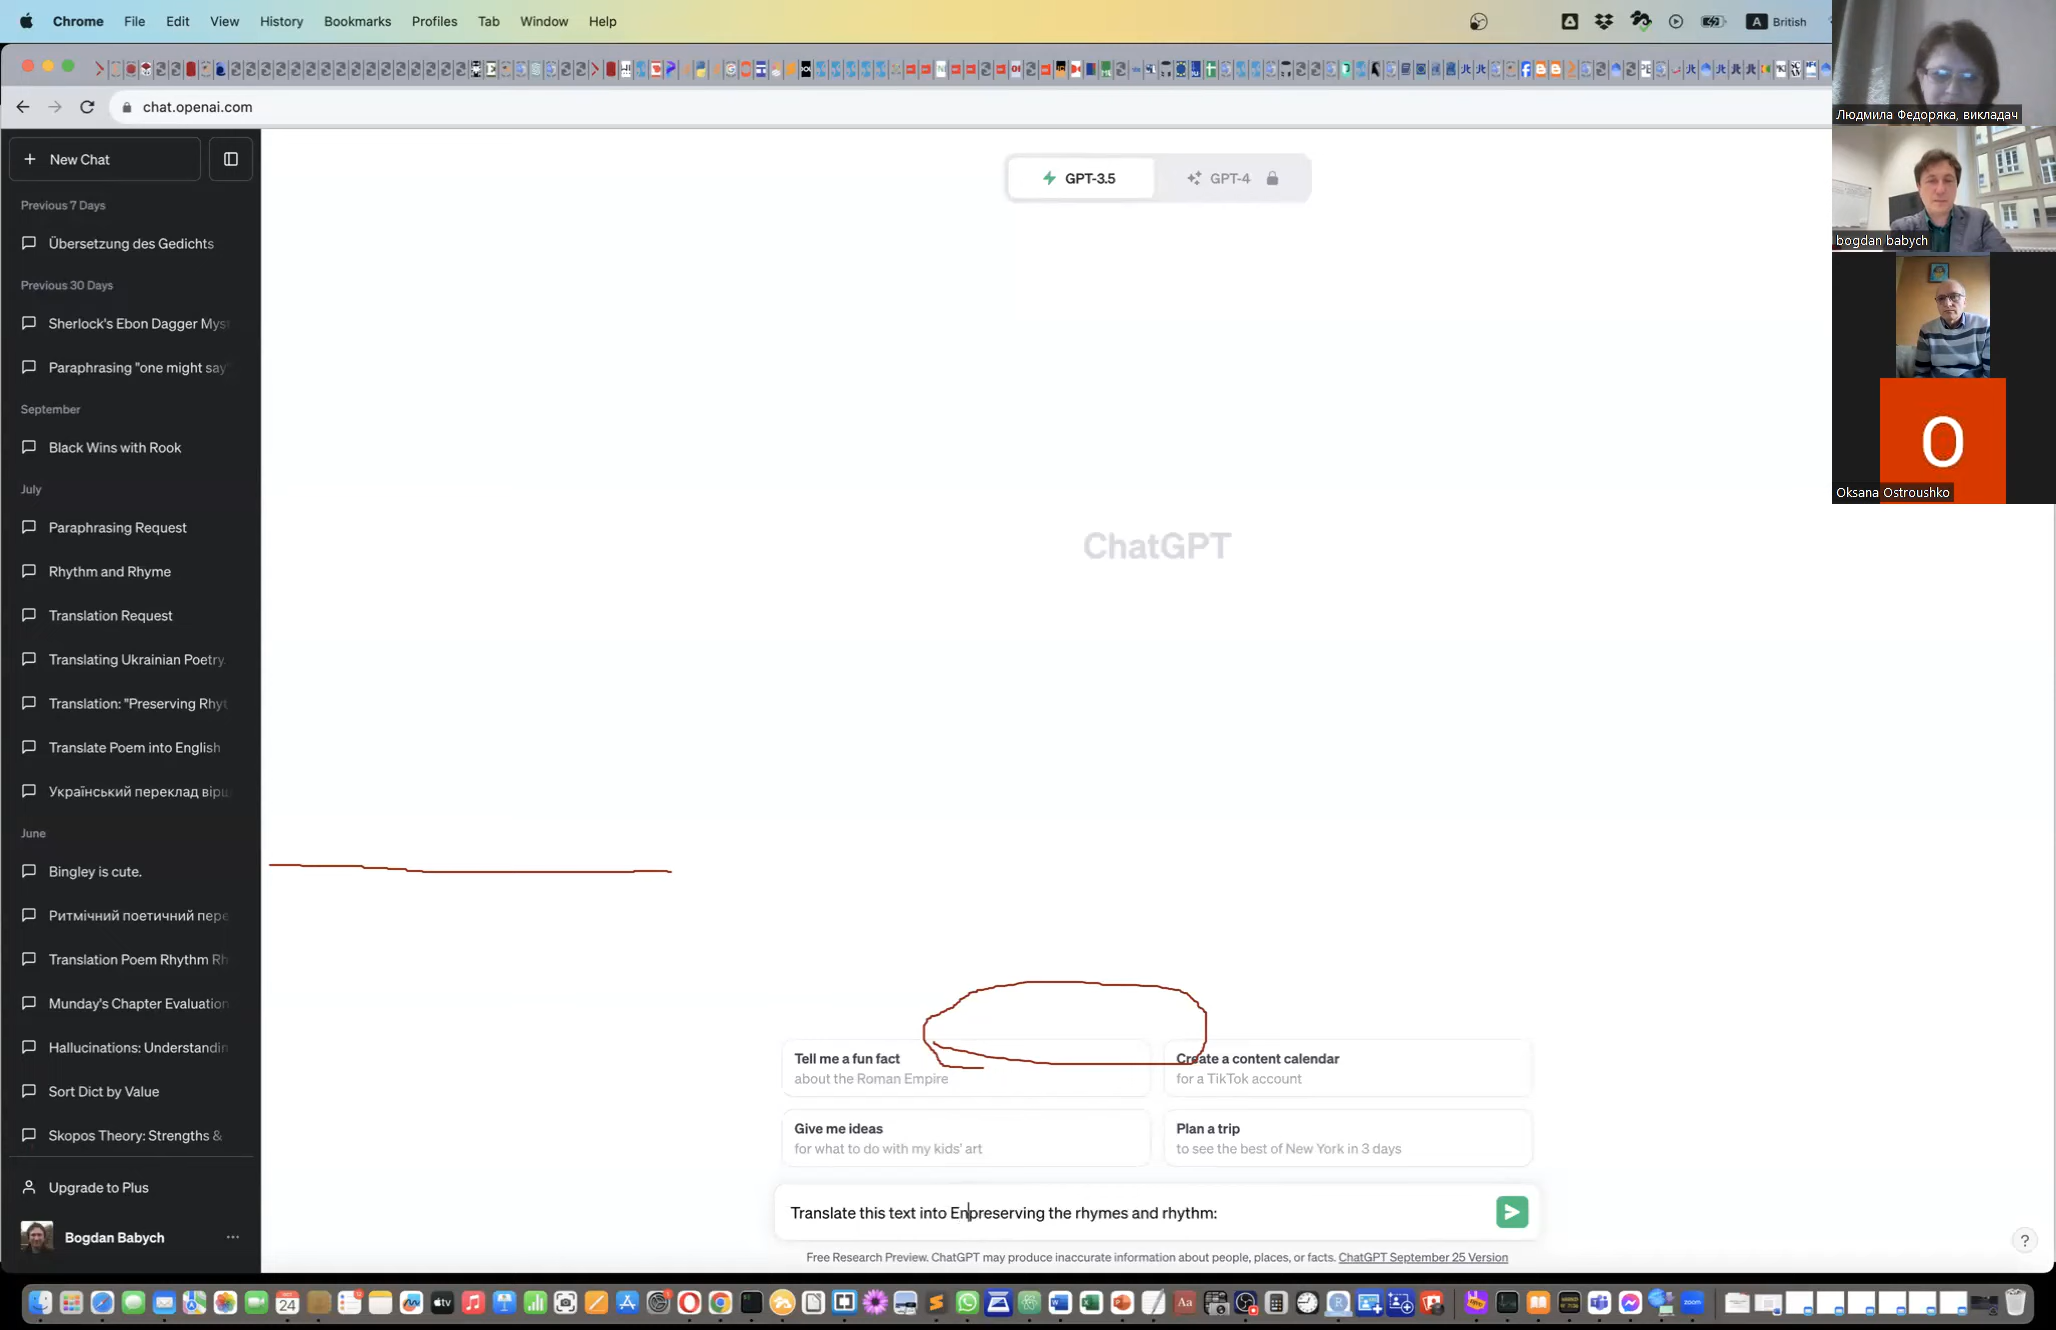 Chrome File Edit View History Bookmarks Profiles Tab Window Help
A British
chat.openai.com
New Chat
Previous 7 Days
Übersetzung des Gedichts
Previous 30 Days
Sherlock's Ebon Dagger Myst
Paraphrasing "one might say"
September
Black Wins with Rook
July
Paraphrasing Request
Rhythm and Rhyme
Translation Request
Translating Ukrainian Poetry.
Translation: "Preserving Rhyt
Translate Poem into English
Український переклад вірш
June
Bingley is cute.
Ритмічний поетичний пере
Translation Poem Rhythm Rh
Munday's Chapter Evaluation
Hallucinations: Understandin
Sort Dict by Value
Skopos Theory: Strengths &
Upgrade to Plus
Bogdan Babych
GPT-3.5 GPT-4
ChatGPT
Tell me a fun fact
about the Roman Empire
Create a content calendar
for a TikTok account
Give me ideas
for what to do with my kids' art
Plan a trip
to see the best of New York in 3 days
Translate this text into Enpreserving the rhymes and rhythm:
Free Research Preview. ChatGPT may produce inaccurate information about people, places, or facts. ChatGPT September 25 Version
?
Людмила Федоряка, викладач
bogdan babych
O
Oksana Ostroushko
24
tv
Aa
zoom